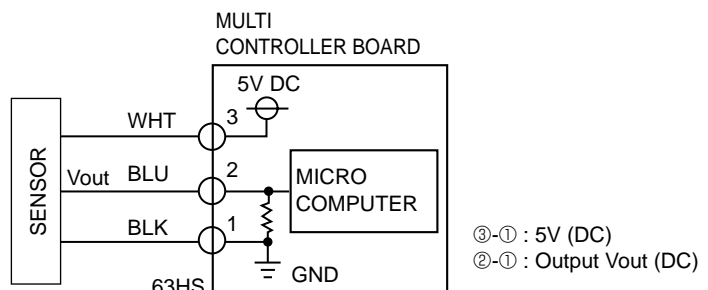 MULTI
CONTROLLER BOARD
5V DC
WHT
3
SENSOR
Vout
BLU
2
MICRO
COMPUTER
BLK
1
GND
63HS
③-① : 5V (DC)
②-① : Output Vout (DC)